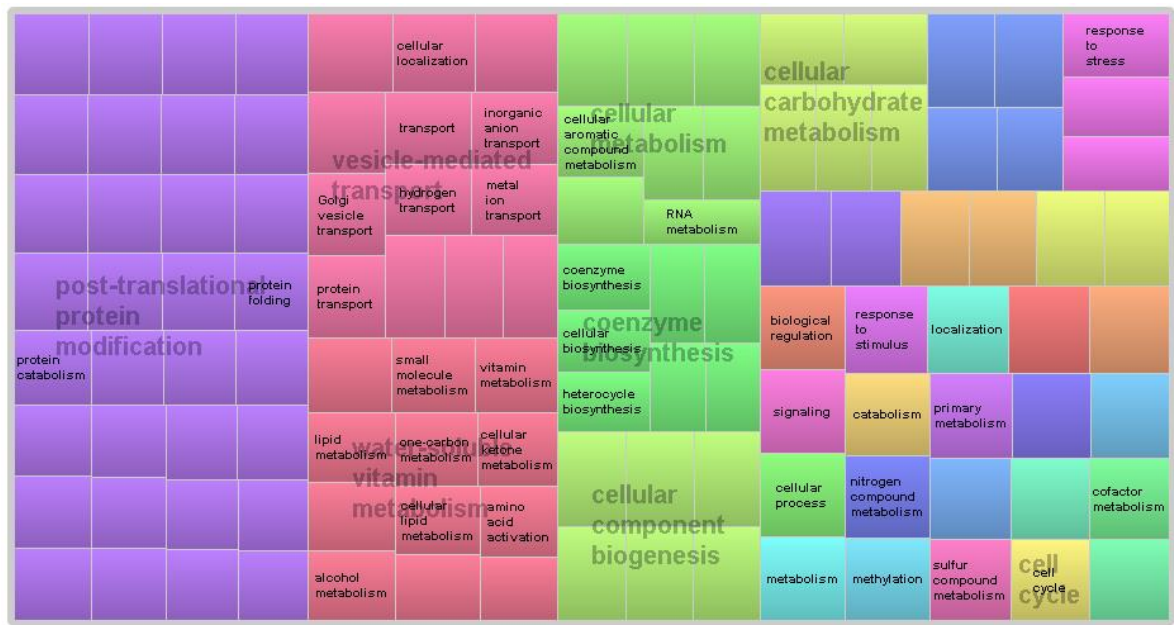 post-translational
protein
modification
protein
folding
protein
catabolism
cellular
localization
transport
inorganic
anion
transport
vesicle-mediated
transport
Golgi
vesicle
transport
hydrogen
transport
metal
ion
transport
protein
transport
small
molecule
metabolism
vitamin
metabolism
lipid
metabolism
one-carbon
metabolism
cellular
ketone
metabolism
water-soluble
vitamin
metabolism
cellular
lipid
metabolism
amino
acid
activation
alcohol
metabolism
cellular
metabolism
cellular
aromatic
compound
metabolism
RNA
metabolism
coenzyme
biosynthesis
coenzyme
biosynthesis
cellular
biosynthesis
heterocycle
biosynthesis
cellular
component
biogenesis
cellular
carbohydrate
metabolism
response
to
stress
biological
regulation
response
to
stimulus
localization
signaling
catabolism
primary
metabolism
cellular
process
nitrogen
compound
metabolism
cofactor
metabolism
metabolism
methylation
sulfur
compound
metabolism
cell
cycle
cell
cycle